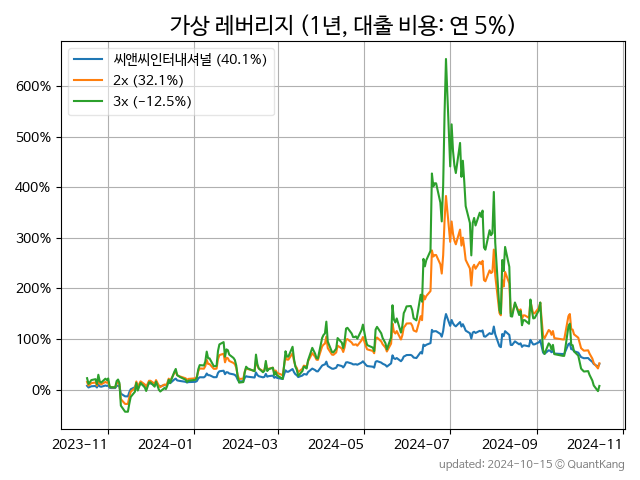 가상 레버리지 (1년, 대출 비용: 연 5%)
씨앤씨인터내셔널 (40.1%)
2x (32.1%)
3x (-12.5%)
600%
500%
400%
300%
200%
100%
0%
2023-11 2024-01 2024-03 2024-05 2024-07 2024-09 2024-11
updated: 2024-10-15 © QuantKang